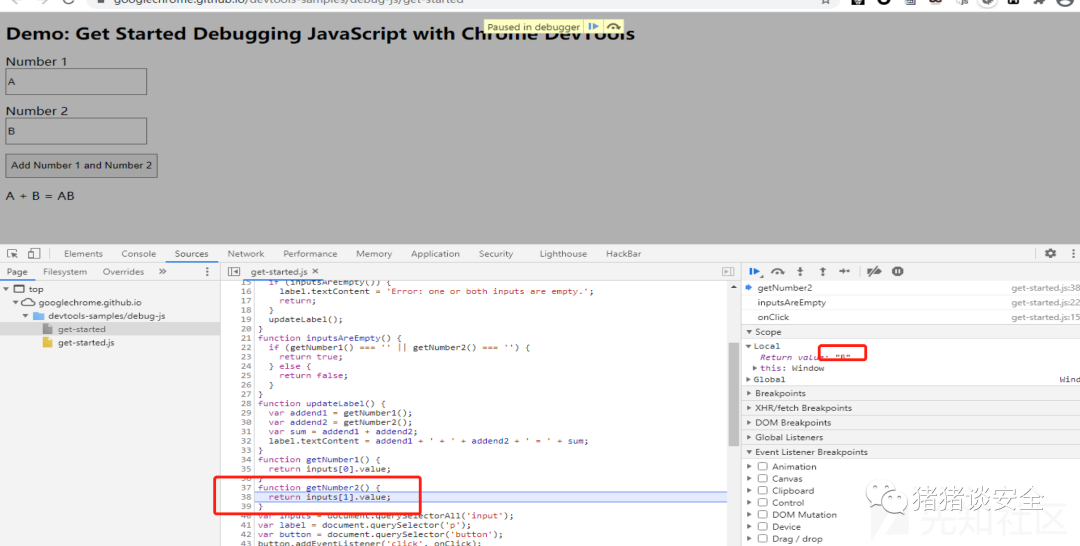 googlechrome.github.io/devtools-samples/debug-js/get-started
Paused in debugger
Demo: Get Started Debugging JavaScript with Chrome DevTools
Number 1
A
Number 2
B
Add Number 1 and Number 2
A + B = AB
Elements Console Sources Network Performance Memory Application Security Lighthouse HackBar
Page Filesystem Overrides »
get-started.js ×
top
googlechrome.github.io
devtools-samples/debug-js
get-started
get-started.js
15 if (inputsAreEmpty()) {
16 label.textContent = 'Error: one or both inputs are empty.';
17 return;
18 }
19 updateLabel();
20 }
21 function inputsAreEmpty() {
22 if (getNumber1() === '' || getNumber2() === '') {
23 return true;
24 } else {
25 return false;
26 }
27 }
28 function updateLabel() {
29 var addend1 = getNumber1();
30 var addend2 = getNumber2();
31 var sum = addend1 + addend2;
32 label.textContent = addend1 + ' + ' + addend2 + ' = ' + sum;
33 }
34 function getNumber1() {
35 return inputs[0].value;
}
37 function getNumber2() {
38 return inputs[1].value;
39 }
40 var inputs = document.querySelectorAll('input');
41 var label = document.querySelector('p');
42 var button = document.querySelector('button');
43 button.addEventListener('click', onClick);
getNumber2 get-started.js:38
inputsAreEmpty get-started.js:
onClick get-started.js:15
Scope
Local
Return value: "B"
this: Window
Global Wind
Breakpoints
XHR/fetch Breakpoints
DOM Breakpoints
Global Listeners
Event Listener Breakpoints
Animation
Canvas
Clipboard
Control
DOM Mutation
Device
Drag / drop
猪猪谈安全
先知社区